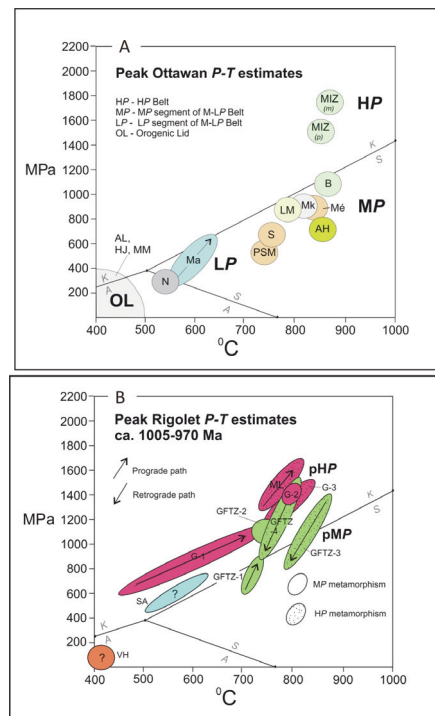 A
Peak Ottawan P-T estimates
HP - HP Belt
MP - MP segment of M-LP Belt
LP - LP segment of M-LP Belt
OL - Orogenic Lid
2200
2000
1800
1600
1400
1200
MPa
1000
800
600
400
200
MIZ
(m)
HP
MIZ
(p)
K
S
B
MP
LM
Mk
Mé
AH
S
PSM
AL,
HJ, MM
Ma
LP
N
K
A
OL
S
A
400
500
600
700
800
900
1000
⁰C
B
Peak Rigolet P-T estimates
ca. 1005-970 Ma
Prograde path
Retrograde path
2200
2000
1800
1600
1400
1200
MPa
1000
800
600
400
200
0
ML
pHP
G-2
G-3
K
S
GFTZ-2
GFTZ
-4
pMP
G-1
GFTZ-1
GFTZ-3
SA
?
MP metamorphism
HP metamorphism
K
A
? VH
S
A
400
500
600
700
800
900
1000
⁰C